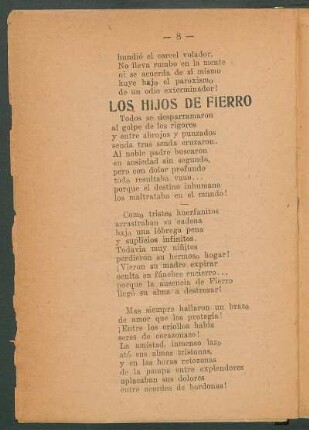 — 8 —
hundió el corcel volador.
No lleva rumbo en la mente
ni se acuerda de sí mismo
huye bajo el paroxismo
de un odio exterminador!
LOS HIJOS DE FIERRO
Todos se desparramaron
al golpe de los rigores
y entre abrojos y punzadas
senda tras senda cruzaron.
Al noble padre buscaron
en ansiedad sin segundo,
pero con dolor profundo
todo resultaba vano...
porque el destino inhumano
los maltrataba en el mundo!
—
Como tristes huerfanitos
arrastraban su cadena
bajo una lóbrega pena
y suplicios infinitos.
Todavía muy niñitos
perdieron su hermoso hogar!
¡Vieron su madre expirar
oculta en fúnebre encierro...
porque la ausencia de Fierro
llegó su alma a destrozar!
—
Mas siempre hallaron un brazo
de amor que los protegía!
¡Entre los criollos había
seres de corazonazo!
La amistad, inmenso lazo
ató sus almas tristonas,
y en las horas retozonas
de la pampa entre esplendores
aplacaban sus dolores
entre acordes de bordonas!